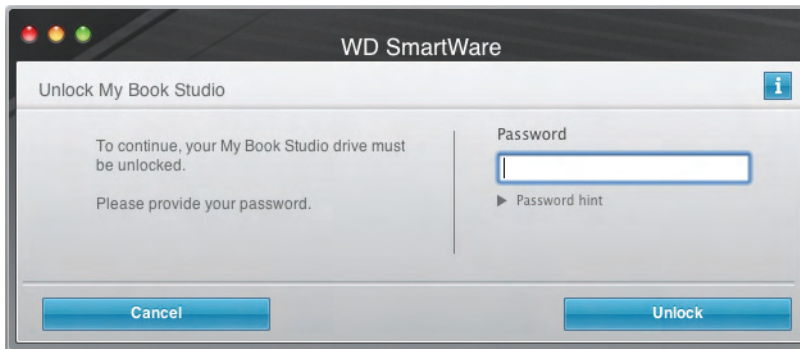 WD SmartWare
Unlock My Book Studio
i
To continue, your My Book Studio drive must
be unlocked.
Please provide your password.
Password
Password hint
Cancel
Unlock